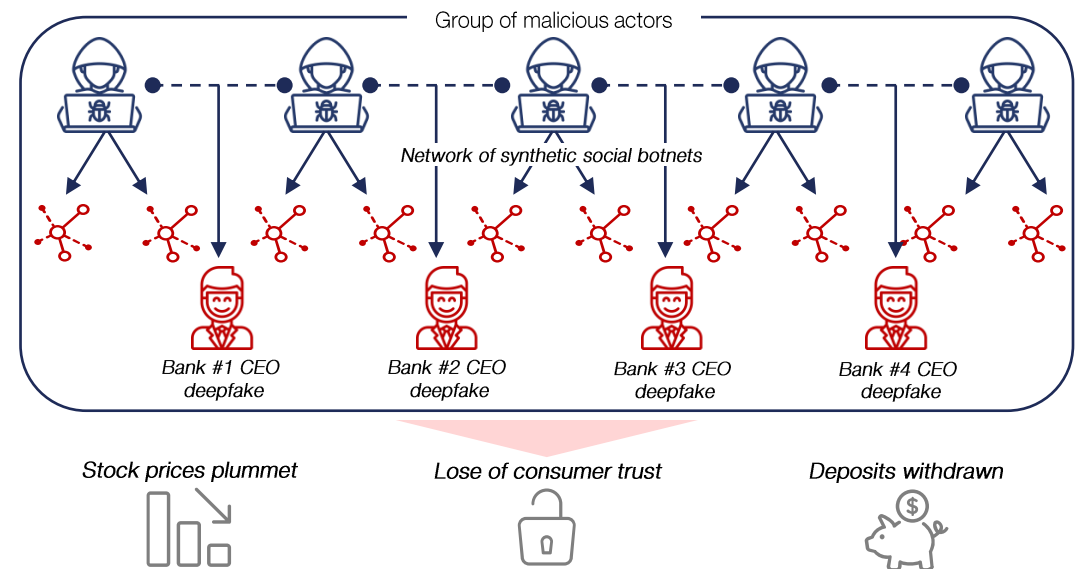 Group of malicious actors
Network of synthetic social botnets
Bank #1 CEO
deepfake
Bank #2 CEO
deepfake
Bank #3 CEO
deepfake
Bank #4 CEO
deepfake
Stock prices plummet
Lose of consumer trust
Deposits withdrawn
$